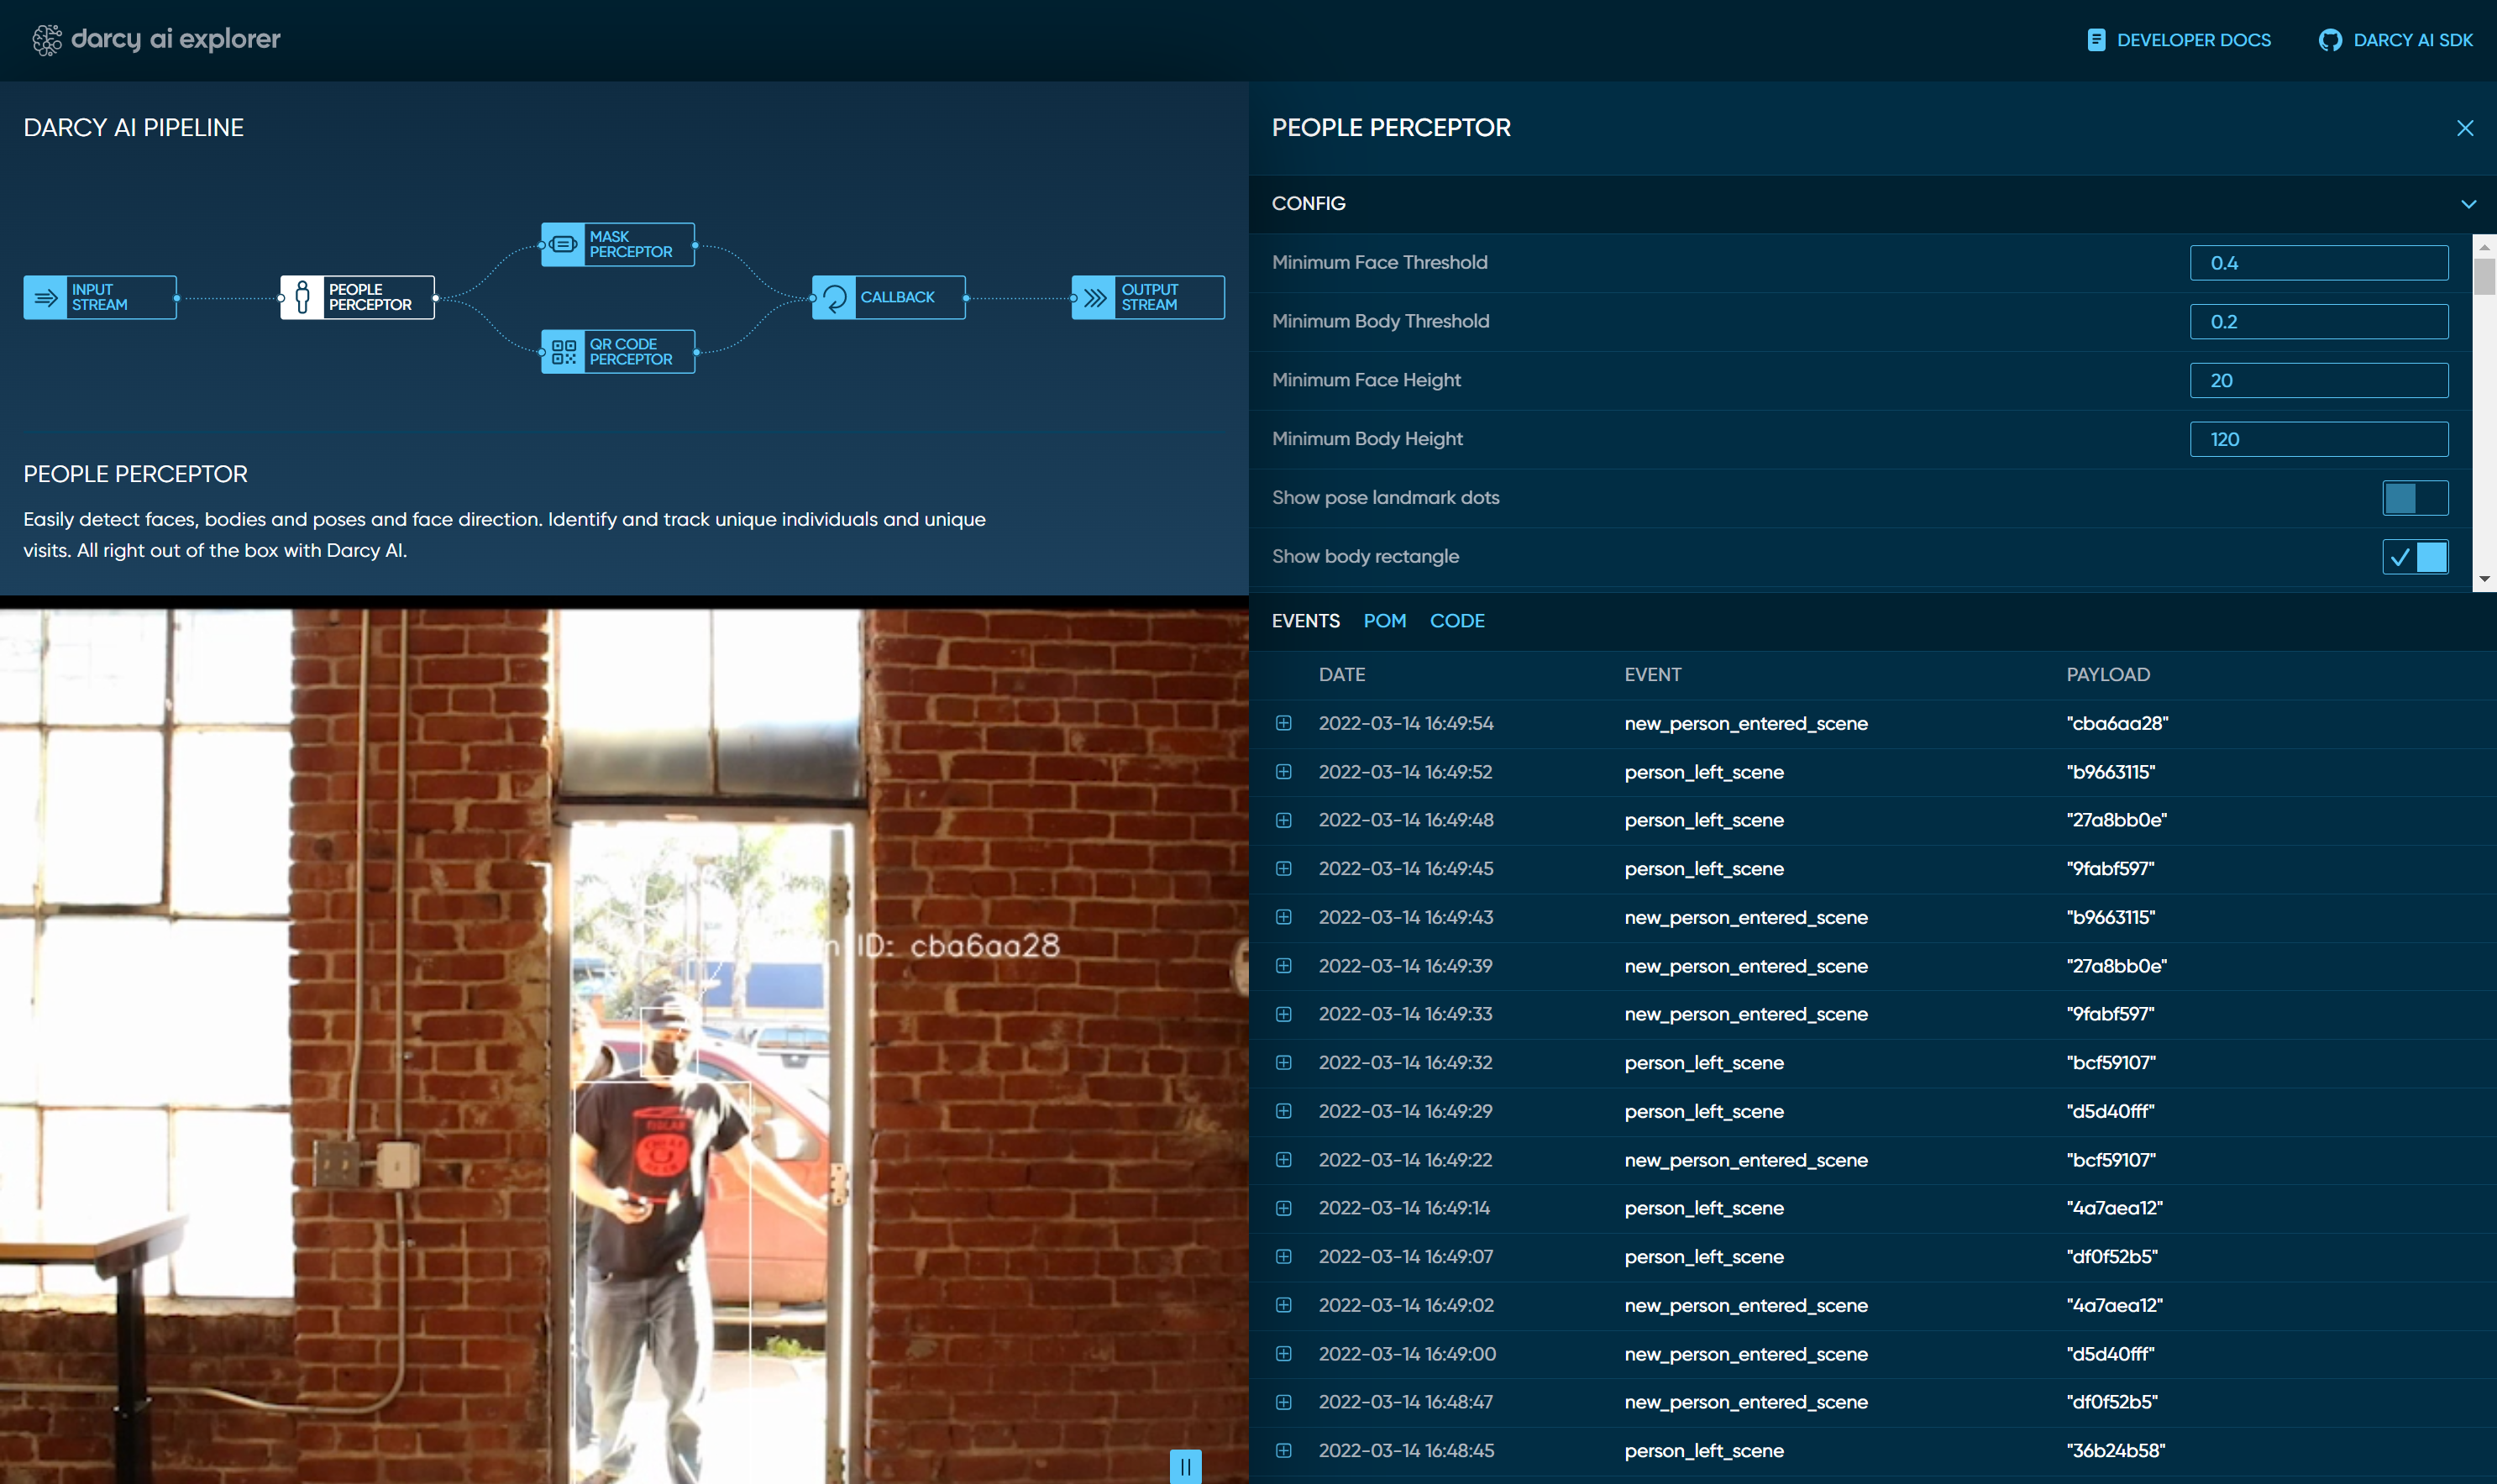 darcy ai explorer
DEVELOPER DOCS
DARCY AI SDK
DARCY AI PIPELINE
INPUT
STREAM
PEOPLE
PERCEPTOR
MASK
PERCEPTOR
QR CODE
PERCEPTOR
CALLBACK
OUTPUT
STREAM
PEOPLE PERCEPTOR
Easily detect faces, bodies and poses and face direction. Identify and track unique individuals and unique
visits. All right out of the box with Darcy AI.
ID: cba6aa28
PEOPLE PERCEPTOR
CONFIG
Minimum Face Threshold 0.4
Minimum Body Threshold 0.2
Minimum Face Height 20
Minimum Body Height 120
Show pose landmark dots
Show body rectangle
EVENTS POM CODE
DATE EVENT PAYLOAD
2022-03-14 16:49:54 new_person_entered_scene "cba6aa28"
2022-03-14 16:49:52 person_left_scene "b9663115"
2022-03-14 16:49:48 person_left_scene "27a8bb0e"
2022-03-14 16:49:45 person_left_scene "9fabf597"
2022-03-14 16:49:43 new_person_entered_scene "b9663115"
2022-03-14 16:49:39 new_person_entered_scene "27a8bb0e"
2022-03-14 16:49:33 new_person_entered_scene "9fabf597"
2022-03-14 16:49:32 person_left_scene "bcf59107"
2022-03-14 16:49:29 person_left_scene "d5d40fff"
2022-03-14 16:49:22 new_person_entered_scene "bcf59107"
2022-03-14 16:49:14 person_left_scene "4a7aea12"
2022-03-14 16:49:07 person_left_scene "df0f52b5"
2022-03-14 16:49:02 new_person_entered_scene "4a7aea12"
2022-03-14 16:49:00 new_person_entered_scene "d5d40fff"
2022-03-14 16:48:47 new_person_entered_scene "df0f52b5"
2022-03-14 16:48:45 person_left_scene "36b24b58"